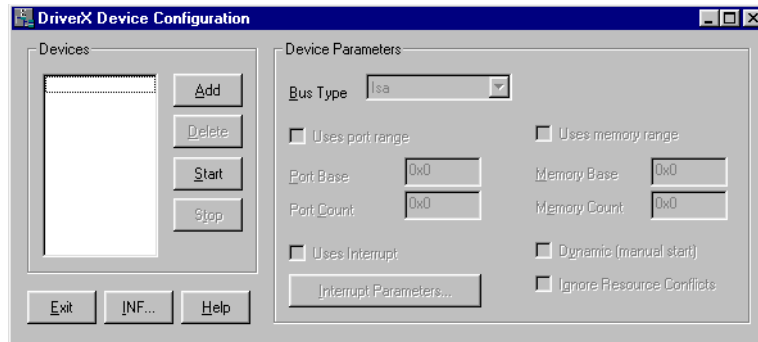 DriverX Device Configuration
Devices
Add
Delete
Start
Stop
Exit
INF...
Help
Device Parameters
Bus Type
Isa
Uses port range
Uses memory range
Port Base
0x0
Memory Base
0x0
Port Count
0x0
Memory Count
0x0
Uses Interrupt
Dynamic (manual start)
Interrupt Parameters...
Ignore Resource Conflicts